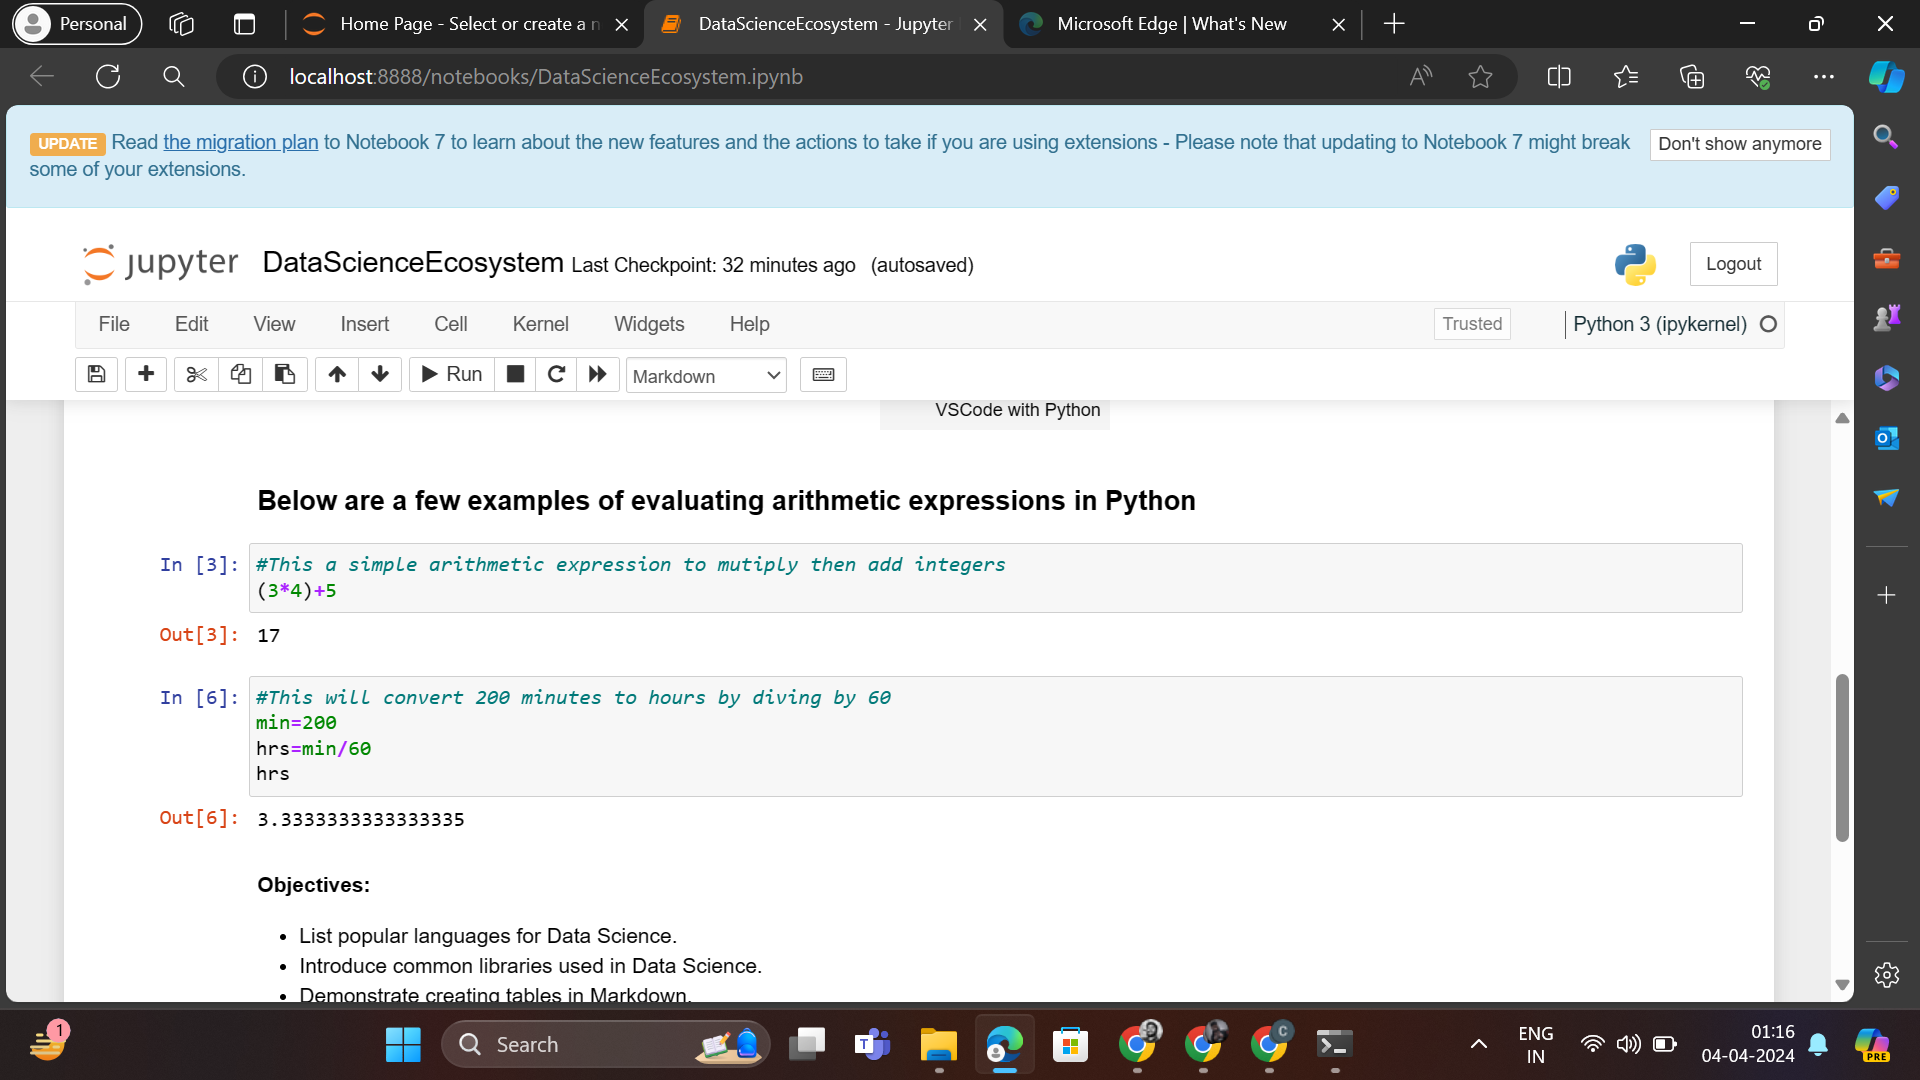 Personal
Home Page - Select or create a n
DataScienceEcosystem - Jupyter
Microsoft Edge | What's New
localhost:8888/notebooks/DataScienceEcosystem.ipynb
UPDATE Read the migration plan to Notebook 7 to learn about the new features and the actions to take if you are using extensions - Please note that updating to Notebook 7 might break
some of your extensions.
Don't show anymore
jupyter DataScienceEcosystem Last Checkpoint: 32 minutes ago (autosaved)
Logout
File Edit View Insert Cell Kernel Widgets Help
Trusted
Python 3 (ipykernel)
Run
Markdown
VSCode with Python
Below are a few examples of evaluating arithmetic expressions in Python
In [3]: #This a simple arithmetic expression to mutiply then add integers
(3*4)+5
Out[3]: 17
In [6]: #This will convert 200 minutes to hours by diving by 60
min=200
hrs=min/60
hrs
Out[6]: 3.3333333333333335
Objectives:
• List popular languages for Data Science.
• Introduce common libraries used in Data Science.
• Demonstrate creating tables in Markdown.
1
Search
T
C
ENG
IN
01:16
04-04-2024
PRE